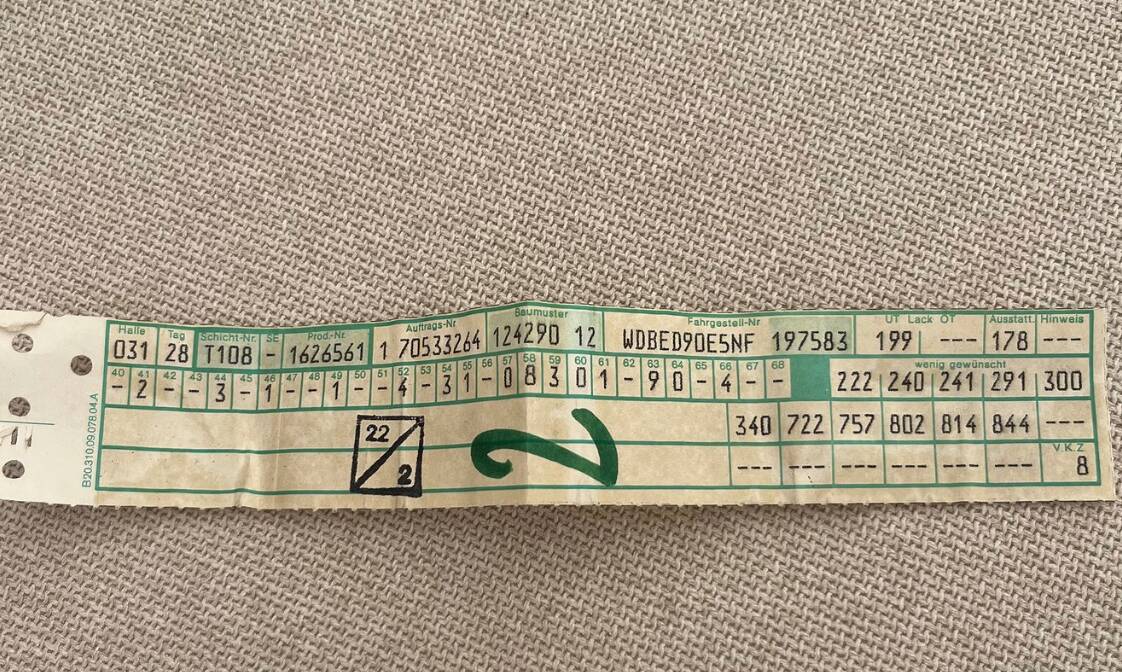 Halle Tag Schicht-Nr. SE Prod.-Nr. Auftrags-Nr Baumuster Fahrgestell-Nr UT Lack OT Ausstatt. Hinweis
031 28 T108 - 1626561 1 70533264 124290 12 WDBED90E5NF 197583 199 --- 178 ---
40 41 42 43 44 45 46 47 48 49 50 51 52 53 54 55 56 57 58 59 60 61 62 63 64 65 66 67 68 wenig gewünscht
- 2 - - 3 - 1 - - 1 - - 4 - 3 1 - 0 8 3 0 1 - 9 0 - 4 - - 222 240 241 291 300
340 722 757 802 814 844 ---
22 2
2
V.K.Z
--- --- --- --- --- --- 8
B20.310.09.078.04.A